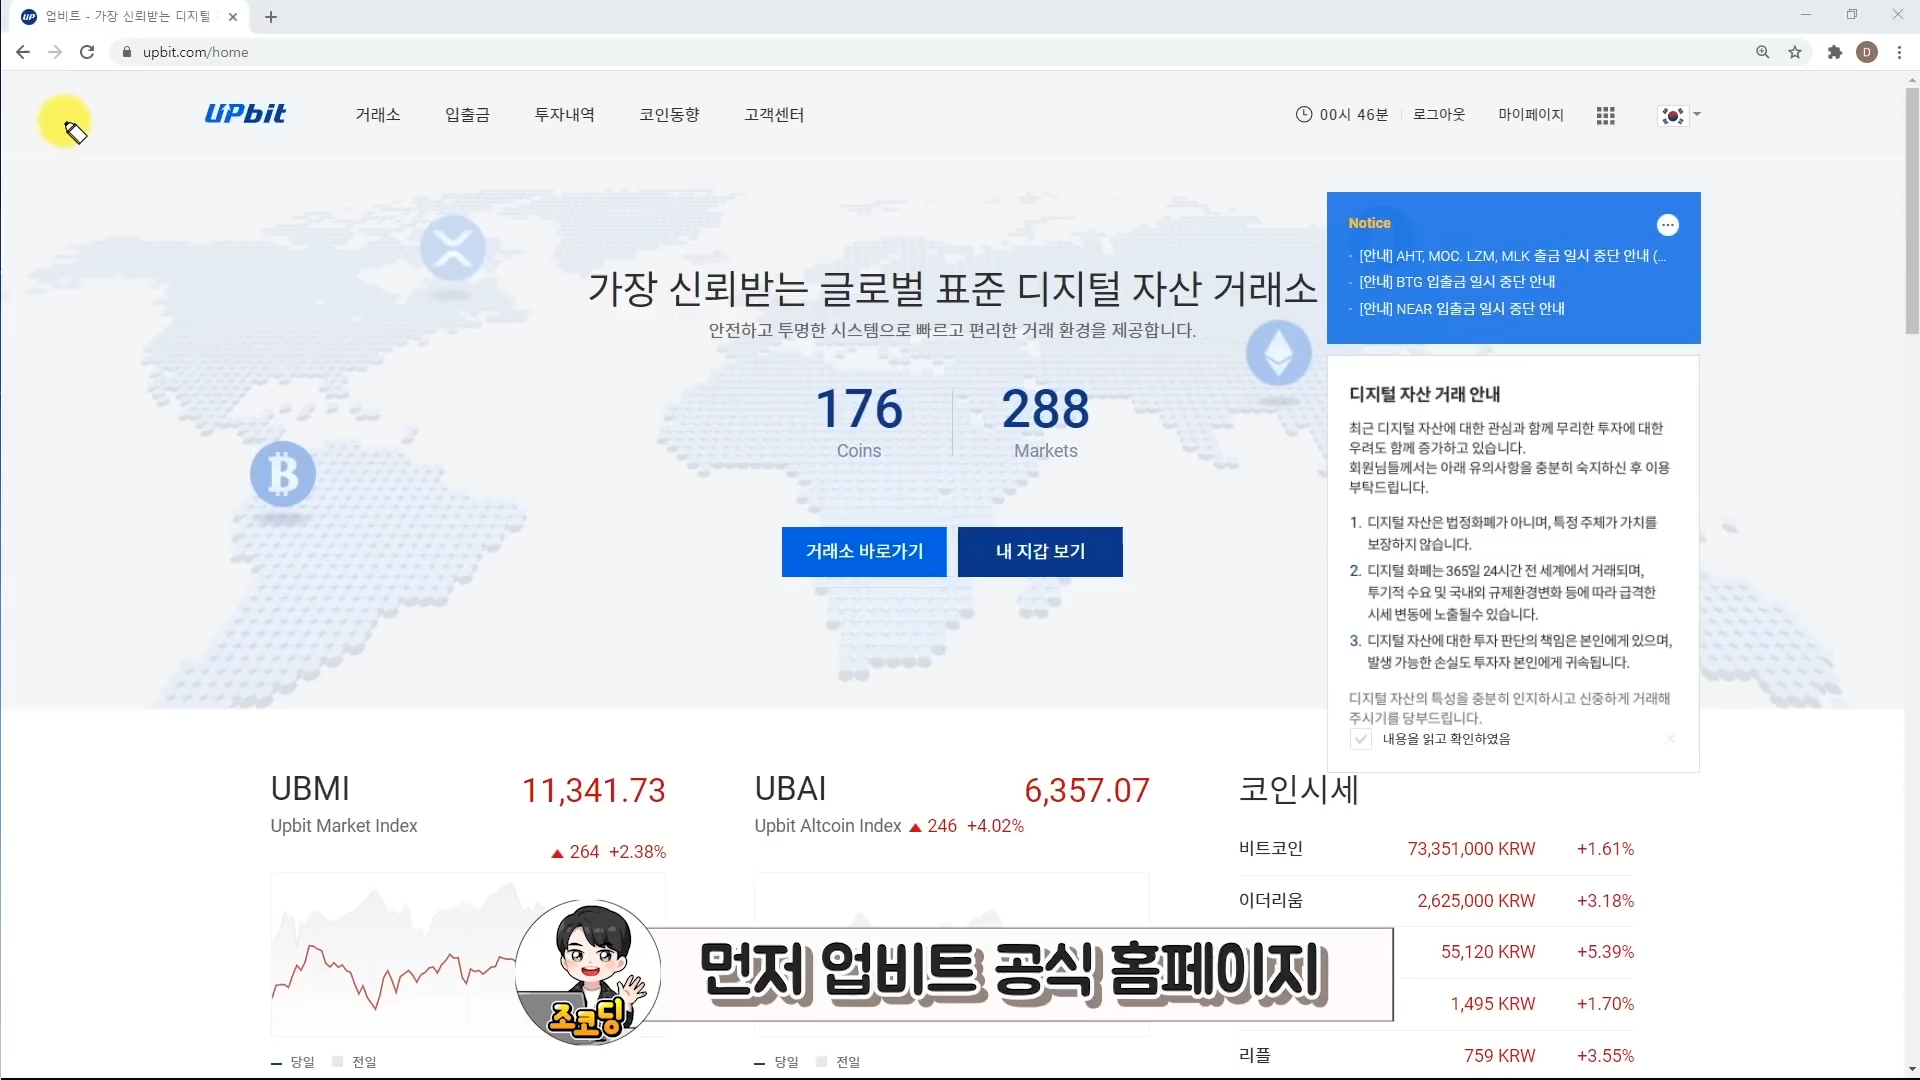 업비트 - 가장 신뢰받는 디지털
upbit.com/home
D
UPbit
거래소
입출금
투자내역
코인동향
고객센터
00시 46분
로그아웃
마이페이지
Notice
· [안내] AHT, MOC. LZM, MLK 출금 일시 중단 안내 (...
· [안내] BTG 입출금 일시 중단 안내
· [안내] NEAR 입출금 일시 중단 안내
가장 신뢰받는 글로벌 표준 디지털 자산 거래소
안전하고 투명한 시스템으로 빠르고 편리한 거래 환경을 제공합니다.
176
Coins
288
Markets
거래소 바로가기
내 지갑 보기
디지털 자산 거래 안내
최근 디지털 자산에 대한 관심과 함께 무리한 투자에 대한
우려도 함께 증가하고 있습니다.
회원님들께서는 아래 유의사항을 충분히 숙지하신 후 이용
부탁드립니다.
1. 디지털 자산은 법정화폐가 아니며, 특정 주체가 가치를
보장하지 않습니다.
2. 디지털 화폐는 365일 24시간 전 세계에서 거래되며,
투기적 수요 및 국내외 규제환경변화 등에 따라 급격한
시세 변동에 노출될수 있습니다.
3. 디지털 자산에 대한 투자 판단의 책임은 본인에게 있으며,
발생 가능한 손실도 투자자 본인에게 귀속됩니다.
디지털 자산의 특성을 충분히 인지하시고 신중하게 거래해
주시기를 당부드립니다.
내용을 읽고 확인하였음
UBMI
11,341.73
Upbit Market Index
▲ 264 +2.38%
당일
전일
UBAI
6,357.07
Upbit Altcoin Index ▲ 246 +4.02%
당일
전일
코인시세
비트코인 73,351,000 KRW +1.61%
이더리움 2,625,000 KRW +3.18%
55,120 KRW +5.39%
1,495 KRW +1.70%
리플 759 KRW +3.55%
조코딩
먼저 업비트 공식 홈페이지